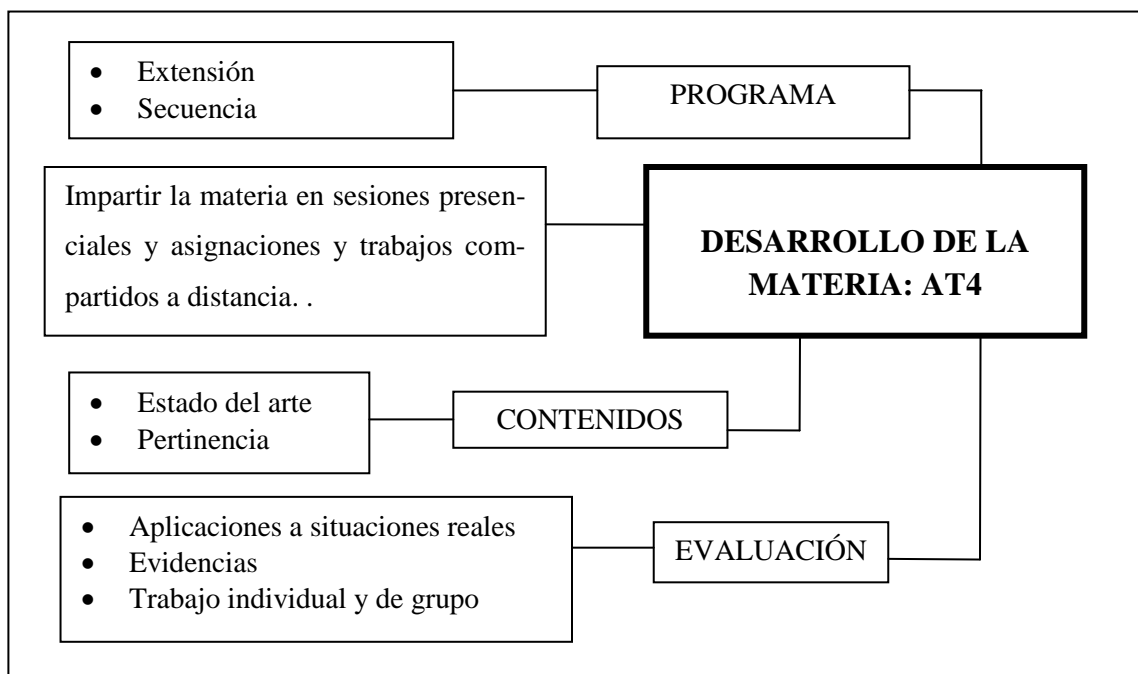 • Extensión
• Secuencia
PROGRAMA
Impartir la materia en sesiones presen-
ciales y asignaciones y trabajos com-
partidos a distancia. .
DESARROLLO DE LA
MATERIA: AT4
• Estado del arte
• Pertinencia
CONTENIDOS
• Aplicaciones a situaciones reales
• Evidencias
• Trabajo individual y de grupo
EVALUACIÓN